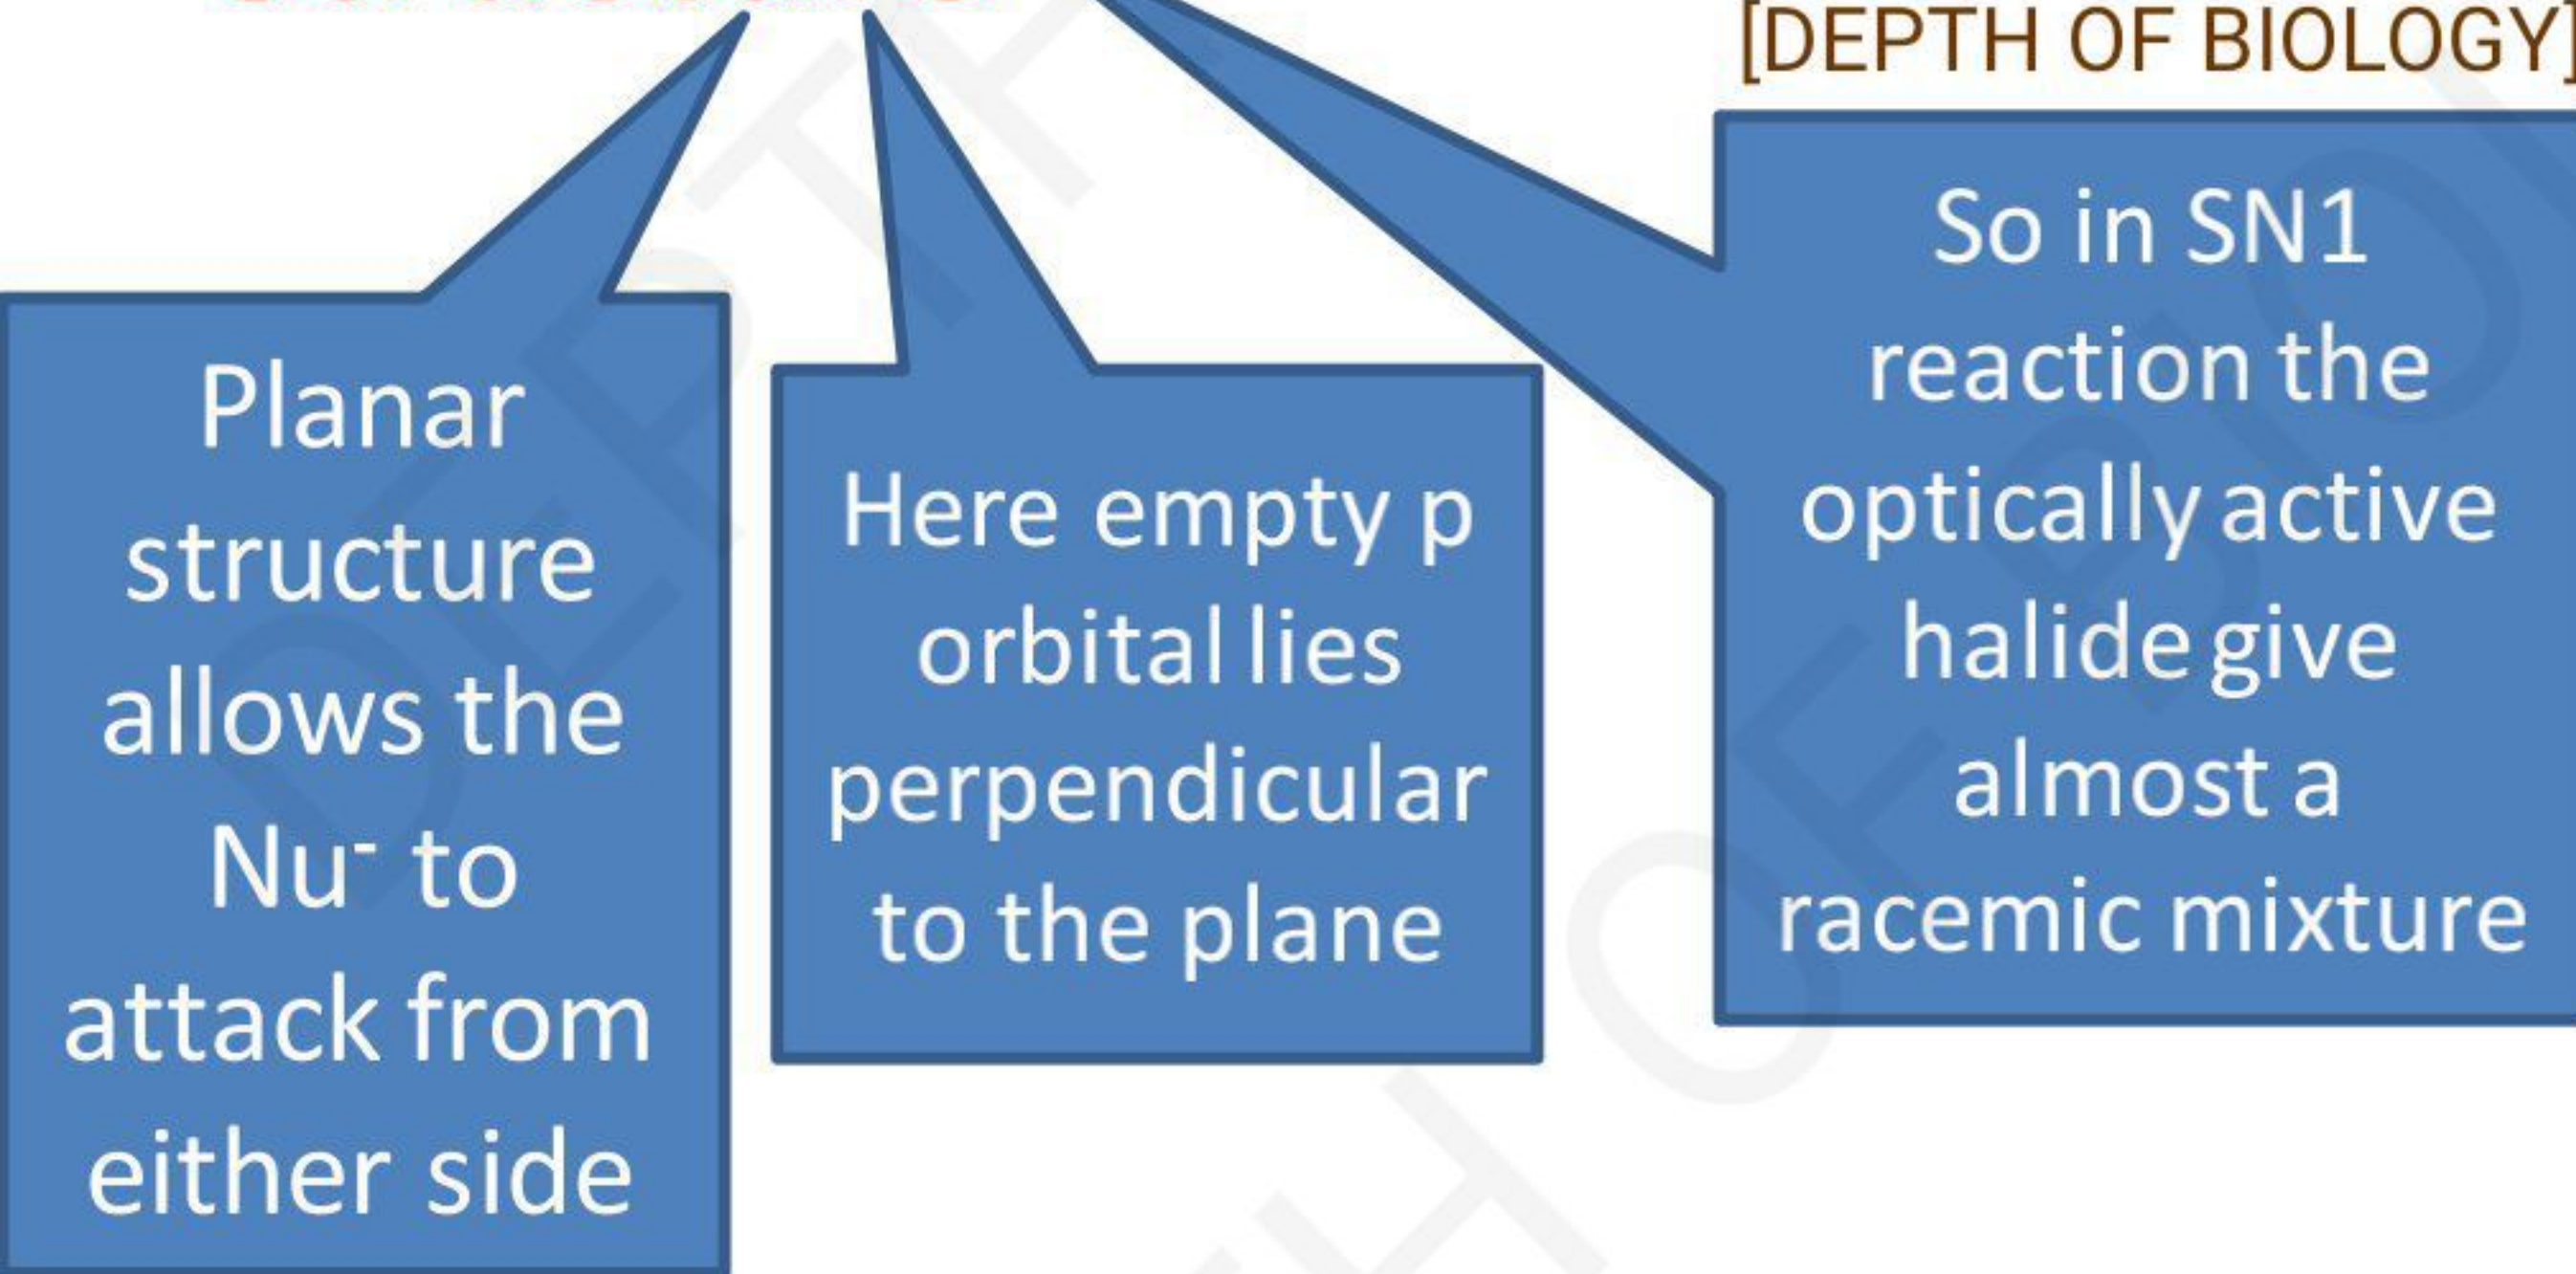 [DEPTH OF BIOLOGY]
Planar
structure
allows the
Nu⁻ to
attack from
either side
Here empty p
orbital lies
perpendicular
to the plane
So in SN1
reaction the
optically active
halide give
almost a
racemic mixture